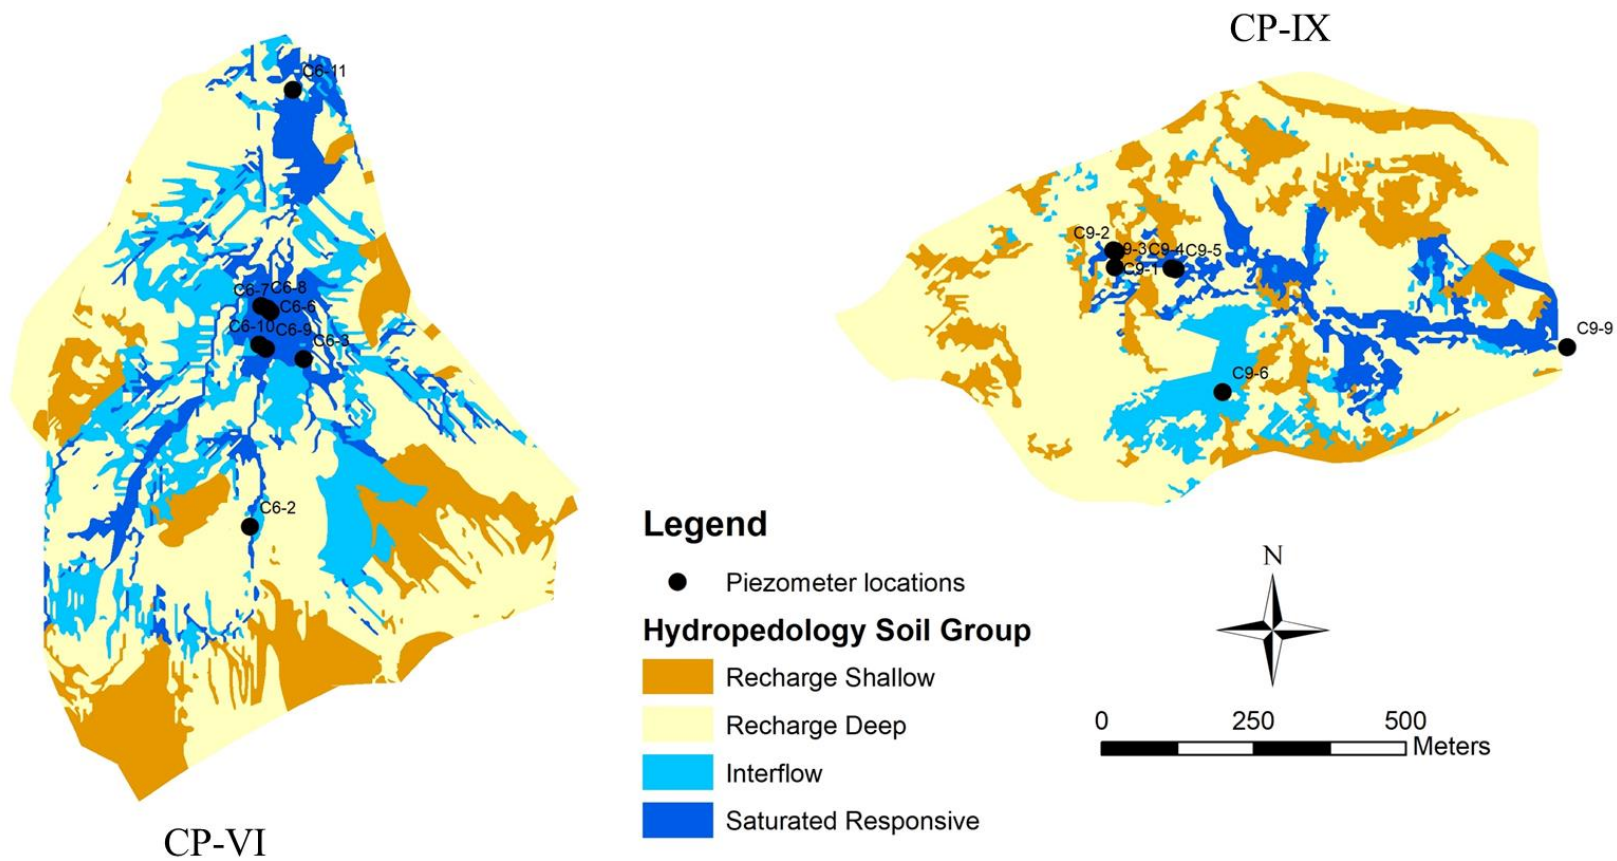 CP-IX
C6-11
C9-2
9-3
C9-4
C9-5
C9-1
C6-7
C6-8
C6-6
C6-10
C6-9
C6-3
C9-9
C9-6
C6-2
Legend
Piezometer locations
N
Hydropedology Soil Group
Recharge Shallow
Recharge Deep
Interflow
Saturated Responsive
0 250 500
Meters
CP-VI